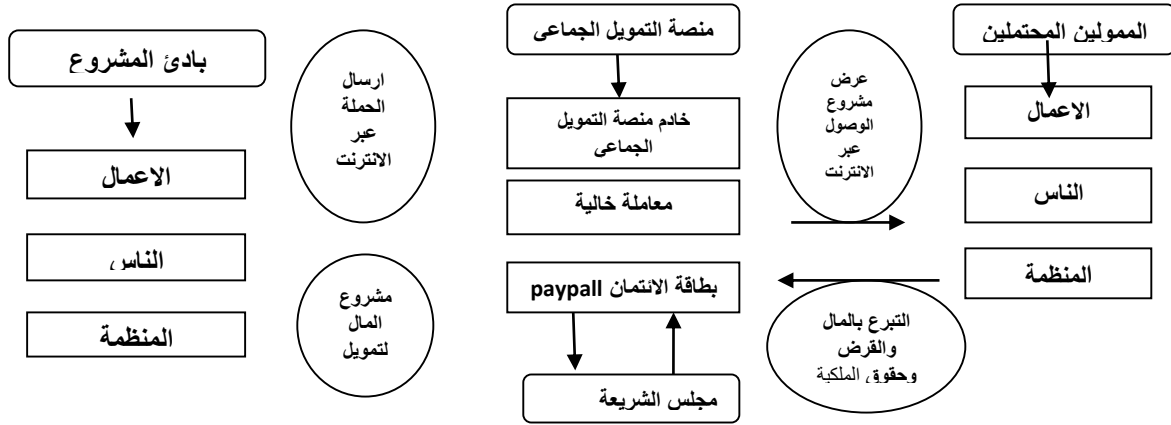 الممولين المحتملين
الاعمال
الناس
المنظمة
عرض
مشروع
الوصول
عبر
الانترنت
التبرع بالمال
والقرض
وحقوق الملكبة
منصة التمويل الجماعى
خادم منصة التمويل
الجماعى
معاملة خالية
بطاقة الائتمان paypall
مجلس الشريعة
ارسال
الحملة
عبر
الانترنت
مشروع
المال
لتمويل
بادئ المشروع
الاعمال
الناس
المنظمة